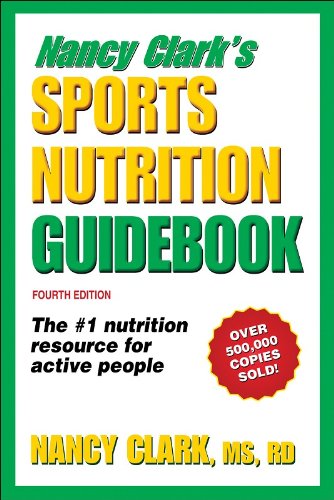 Nancy Clark's
SPORTS
NUTRITION
GUIDEBOOK
FOURTH EDITION
The #1 nutrition
resource for
active people
OVER
500,000
COPIES
SOLD!
NANCY CLARK, MS, RD